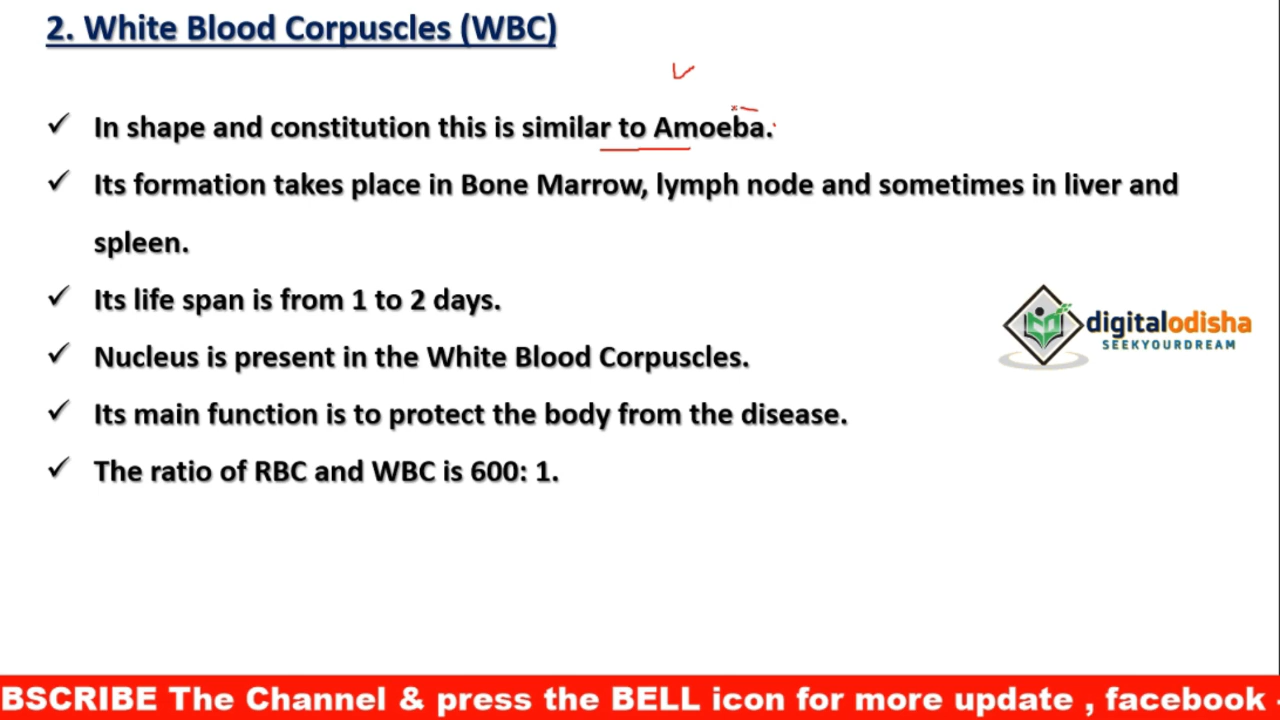 2. White Blood Corpuscles (WBC)
✓ In shape and constitution this is similar to Amoeba.
✓ Its formation takes place in Bone Marrow, lymph node and sometimes in liver and
spleen.
✓ Its life span is from 1 to 2 days.
digitalodisha
SEEKYOURDREAM
✓ Nucleus is present in the White Blood Corpuscles.
✓ Its main function is to protect the body from the disease.
✓ The ratio of RBC and WBC is 600: 1.
BSCRIBE The Channel & press the BELL icon for more update , facebook